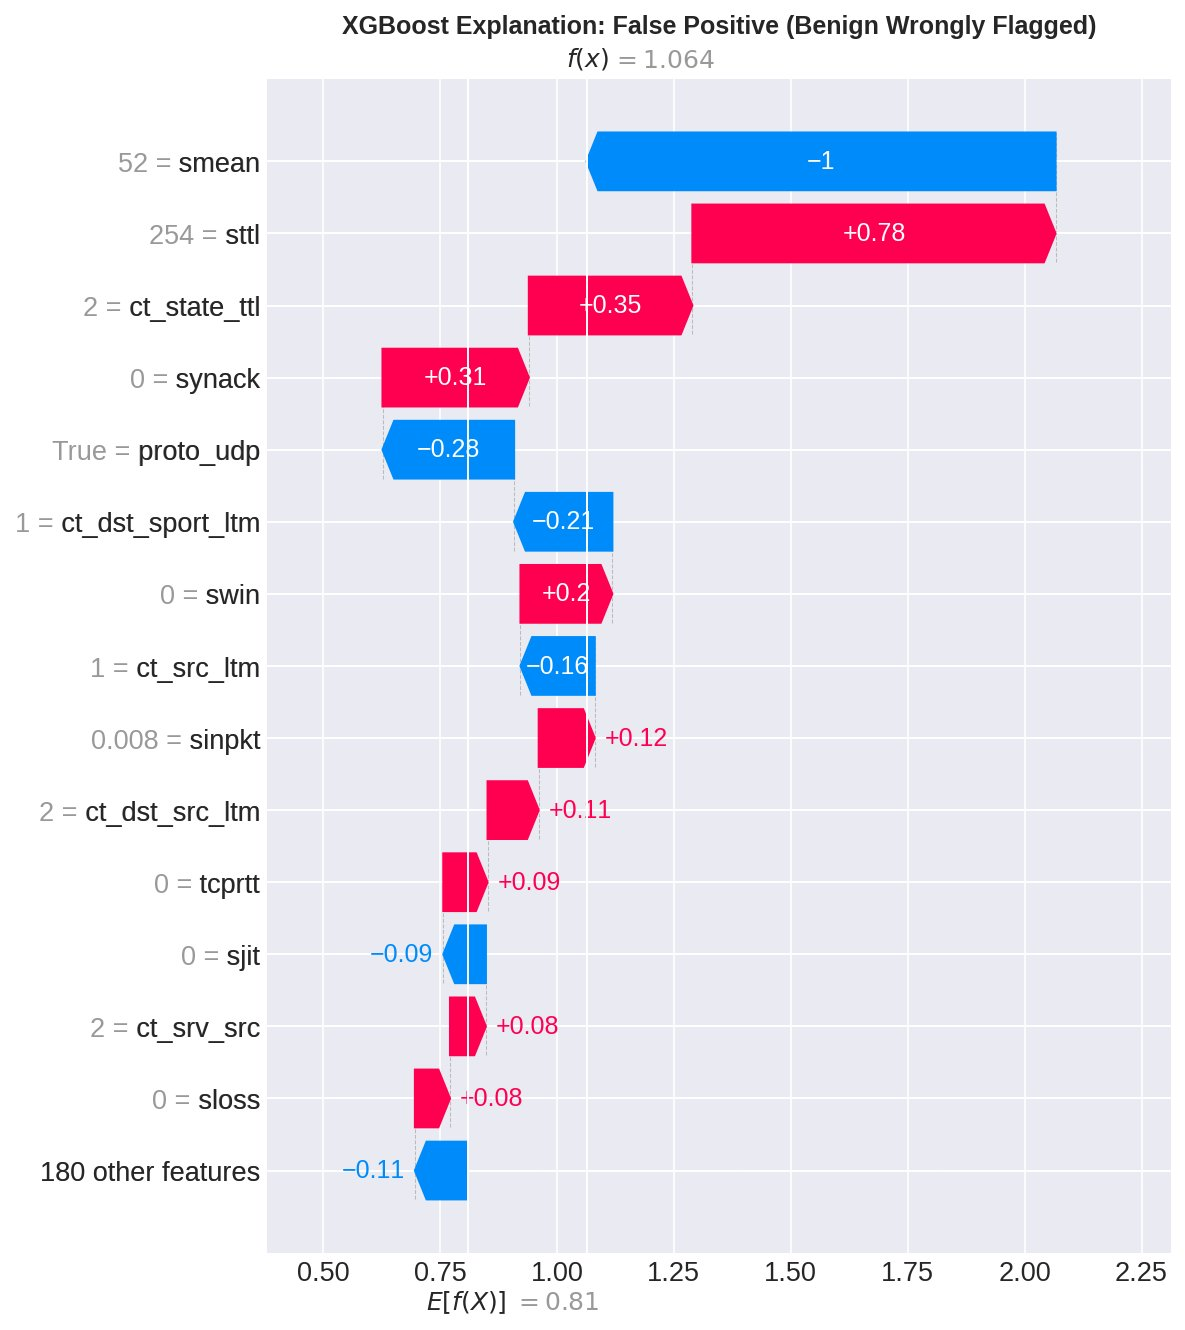 XGBoost Explanation: False Positive (Benign Wrongly Flagged)
f(x) = 1.064
52 = smean −1
254 = sttl +0.78
2 = ct_state_ttl +0.35
0 = synack +0.31
True = proto_udp −0.28
1 = ct_dst_sport_ltm −0.21
0 = swin +0.2
1 = ct_src_ltm −0.16
0.008 = sinpkt +0.12
2 = ct_dst_src_ltm +0.11
0 = tcprtt +0.09
0 = sjit −0.09
2 = ct_srv_src +0.08
0 = sloss +0.08
180 other features −0.11
0.50 0.75 1.00 1.25 1.50 1.75 2.00 2.25
E[f(X)] = 0.81